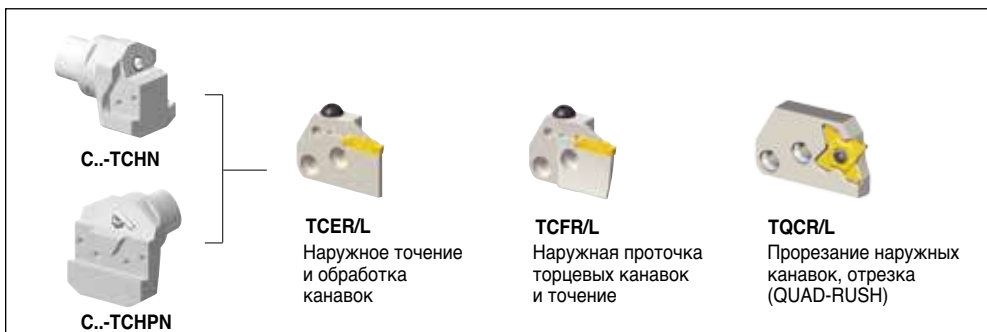 C..-TCHN
C..-TCHPN
TCER/L
Наружное точение
и обработка
канавок
TCFR/L
Наружная проточка
торцевых канавок
и точение
TQCR/L
Прорезание наружных
канавок, отрезка
(QUAD-RUSH)